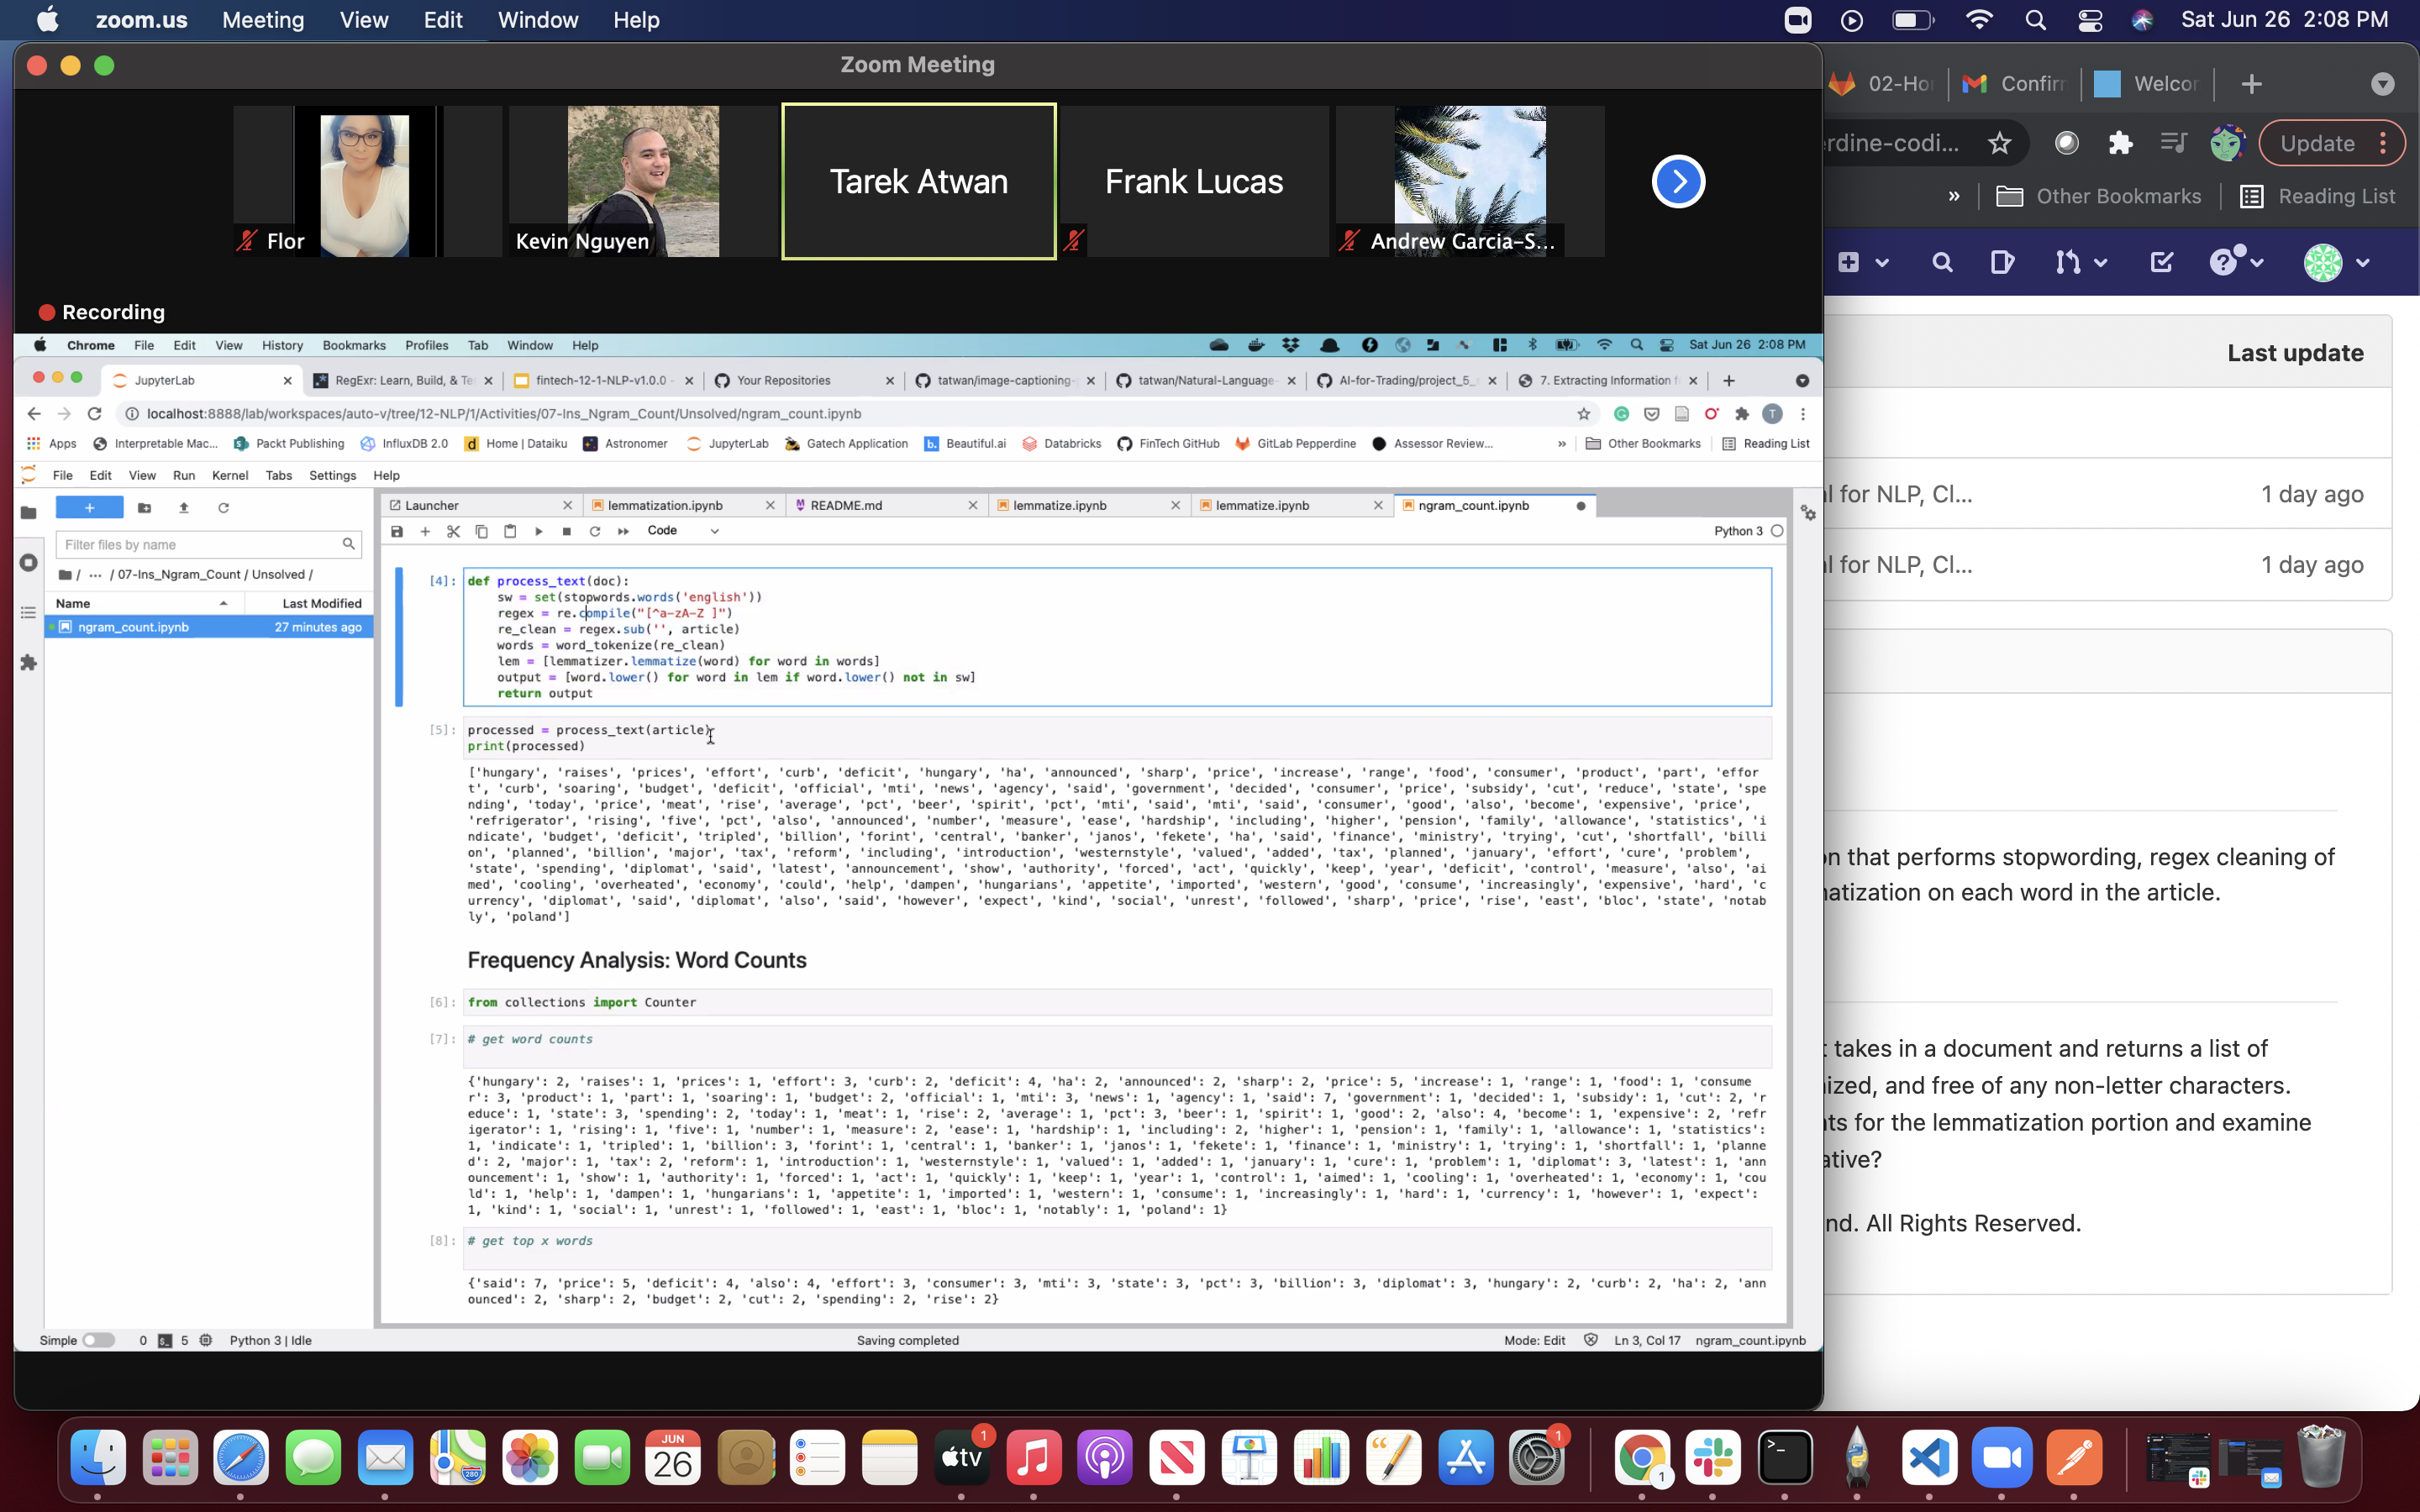 zoom.us Meeting View Edit Window Help Sat Jun 26 2:08 PM
Zoom Meeting
Flor
Kevin Nguyen
Tarek Atwan
Frank Lucas
Andrew Garcia-S...
Recording
Chrome File Edit View History Bookmarks Profiles Tab Window Help Sat Jun 26 2:08 PM
JupyterLab RegExr: Learn, Build, & Te fintech-12-1-NLP-v1.0.0 - Your Repositories tatwan/image-captioning- tatwan/Natural-Language- AI-for-Trading/project_5_ 7. Extracting Information f
localhost:8888/lab/workspaces/auto-v/tree/12-NLP/1/Activities/07-Ins_Ngram_Count/Unsolved/ngram_count.ipynb T
Apps Interpretable Mac... Packt Publishing InfluxDB 2.0 Home | Dataiku Astronomer JupyterLab Gatech Application Beautiful.ai Databricks FinTech GitHub GitLab Pepperdine Assessor Review... » Other Bookmarks Reading List
File Edit View Run Kernel Tabs Settings Help
Launcher lemmatization.ipynb README.md lemmatize.ipynb lemmatize.ipynb ngram_count.ipynb
Code Python 3
Filter files by name
/ ... / 07-Ins_Ngram_Count / Unsolved /
Name Last Modified
ngram_count.ipynb 27 minutes ago
[4]: def process_text(doc):
sw = set(stopwords.words('english'))
regex = re.compile("[^a-zA-Z ]")
re_clean = regex.sub('', article)
words = word_tokenize(re_clean)
lem = [lemmatizer.lemmatize(word) for word in words]
output = [word.lower() for word in lem if word.lower() not in sw]
return output
[5]: processed = process_text(article)
print(processed)
['hungary', 'raises', 'prices', 'effort', 'curb', 'deficit', 'hungary', 'ha', 'announced', 'sharp', 'price', 'increase', 'range', 'food', 'consumer', 'product', 'part', 'effor
t', 'curb', 'soaring', 'budget', 'deficit', 'official', 'mti', 'news', 'agency', 'said', 'government', 'decided', 'consumer', 'price', 'subsidy', 'cut', 'reduce', 'state', 'spe
nding', 'today', 'price', 'meat', 'rise', 'average', 'pct', 'beer', 'spirit', 'pct', 'mti', 'said', 'mti', 'said', 'consumer', 'good', 'also', 'become', 'expensive', 'price',
'refrigerator', 'rising', 'five', 'pct', 'also', 'announced', 'number', 'measure', 'ease', 'hardship', 'including', 'higher', 'pension', 'family', 'allowance', 'statistics', 'i
ndicate', 'budget', 'deficit', 'tripled', 'billion', 'forint', 'central', 'banker', 'janos', 'fekete', 'ha', 'said', 'finance', 'ministry', 'trying', 'cut', 'shortfall', 'billi
on', 'planned', 'billion', 'major', 'tax', 'reform', 'including', 'introduction', 'westernstyle', 'valued', 'added', 'tax', 'planned', 'january', 'effort', 'cure', 'problem',
'state', 'spending', 'diplomat', 'said', 'latest', 'announcement', 'show', 'authority', 'forced', 'act', 'quickly', 'keep', 'year', 'deficit', 'control', 'measure', 'also', 'ai
med', 'cooling', 'overheated', 'economy', 'could', 'help', 'dampen', 'hungarians', 'appetite', 'imported', 'western', 'good', 'consume', 'increasingly', 'expensive', 'hard', 'c
urrency', 'diplomat', 'said', 'diplomat', 'also', 'said', 'however', 'expect', 'kind', 'social', 'unrest', 'followed', 'sharp', 'price', 'rise', 'east', 'bloc', 'state', 'notab
ly', 'poland']
Frequency Analysis: Word Counts
[6]: from collections import Counter
[7]: # get word counts
{'hungary': 2, 'raises': 1, 'prices': 1, 'effort': 3, 'curb': 2, 'deficit': 4, 'ha': 2, 'announced': 2, 'sharp': 2, 'price': 5, 'increase': 1, 'range': 1, 'food': 1, 'consume
r': 3, 'product': 1, 'part': 1, 'soaring': 1, 'budget': 2, 'official': 1, 'mti': 3, 'news': 1, 'agency': 1, 'said': 7, 'government': 1, 'decided': 1, 'subsidy': 1, 'cut': 2, 'r
educe': 1, 'state': 3, 'spending': 2, 'today': 1, 'meat': 1, 'rise': 2, 'average': 1, 'pct': 3, 'beer': 1, 'spirit': 1, 'good': 2, 'also': 4, 'become': 1, 'expensive': 2, 'refr
igerator': 1, 'rising': 1, 'five': 1, 'number': 1, 'measure': 2, 'ease': 1, 'hardship': 1, 'including': 2, 'higher': 1, 'pension': 1, 'family': 1, 'allowance': 1, 'statistics':
1, 'indicate': 1, 'tripled': 1, 'billion': 3, 'forint': 1, 'central': 1, 'banker': 1, 'janos': 1, 'fekete': 1, 'finance': 1, 'ministry': 1, 'trying': 1, 'shortfall': 1, 'planne
d': 2, 'major': 1, 'tax': 2, 'reform': 1, 'introduction': 1, 'westernstyle': 1, 'valued': 1, 'added': 1, 'january': 1, 'cure': 1, 'problem': 1, 'diplomat': 3, 'latest': 1, 'ann
ouncement': 1, 'show': 1, 'authority': 1, 'forced': 1, 'act': 1, 'quickly': 1, 'keep': 1, 'year': 1, 'control': 1, 'aimed': 1, 'cooling': 1, 'overheated': 1, 'economy': 1, 'cou
ld': 1, 'help': 1, 'dampen': 1, 'hungarians': 1, 'appetite': 1, 'imported': 1, 'western': 1, 'consume': 1, 'increasingly': 1, 'hard': 1, 'currency': 1, 'however': 1, 'expect':
1, 'kind': 1, 'social': 1, 'unrest': 1, 'followed': 1, 'east': 1, 'bloc': 1, 'notably': 1, 'poland': 1}
[8]: # get top x words
{'said': 7, 'price': 5, 'deficit': 4, 'also': 4, 'effort': 3, 'consumer': 3, 'mti': 3, 'state': 3, 'pct': 3, 'billion': 3, 'diplomat': 3, 'hungary': 2, 'curb': 2, 'ha': 2, 'ann
ounced': 2, 'sharp': 2, 'budget': 2, 'cut': 2, 'spending': 2, 'rise': 2}
Simple 0 5 Python 3 | Idle Saving completed Mode: Edit Ln 3, Col 17 ngram_count.ipynb
02-Hor Confirm Welcor
rdine-codi... Update
» Other Bookmarks Reading List
Last update
l for NLP, Cl... 1 day ago
l for NLP, Cl... 1 day ago
on that performs stopwording, regex cleaning of
atization on each word in the article.
t takes in a document and returns a list of
ized, and free of any non-letter characters.
ts for the lemmatization portion and examine
ative?
nd. All Rights Reserved.
JUN
26
280
tv
1
1
1